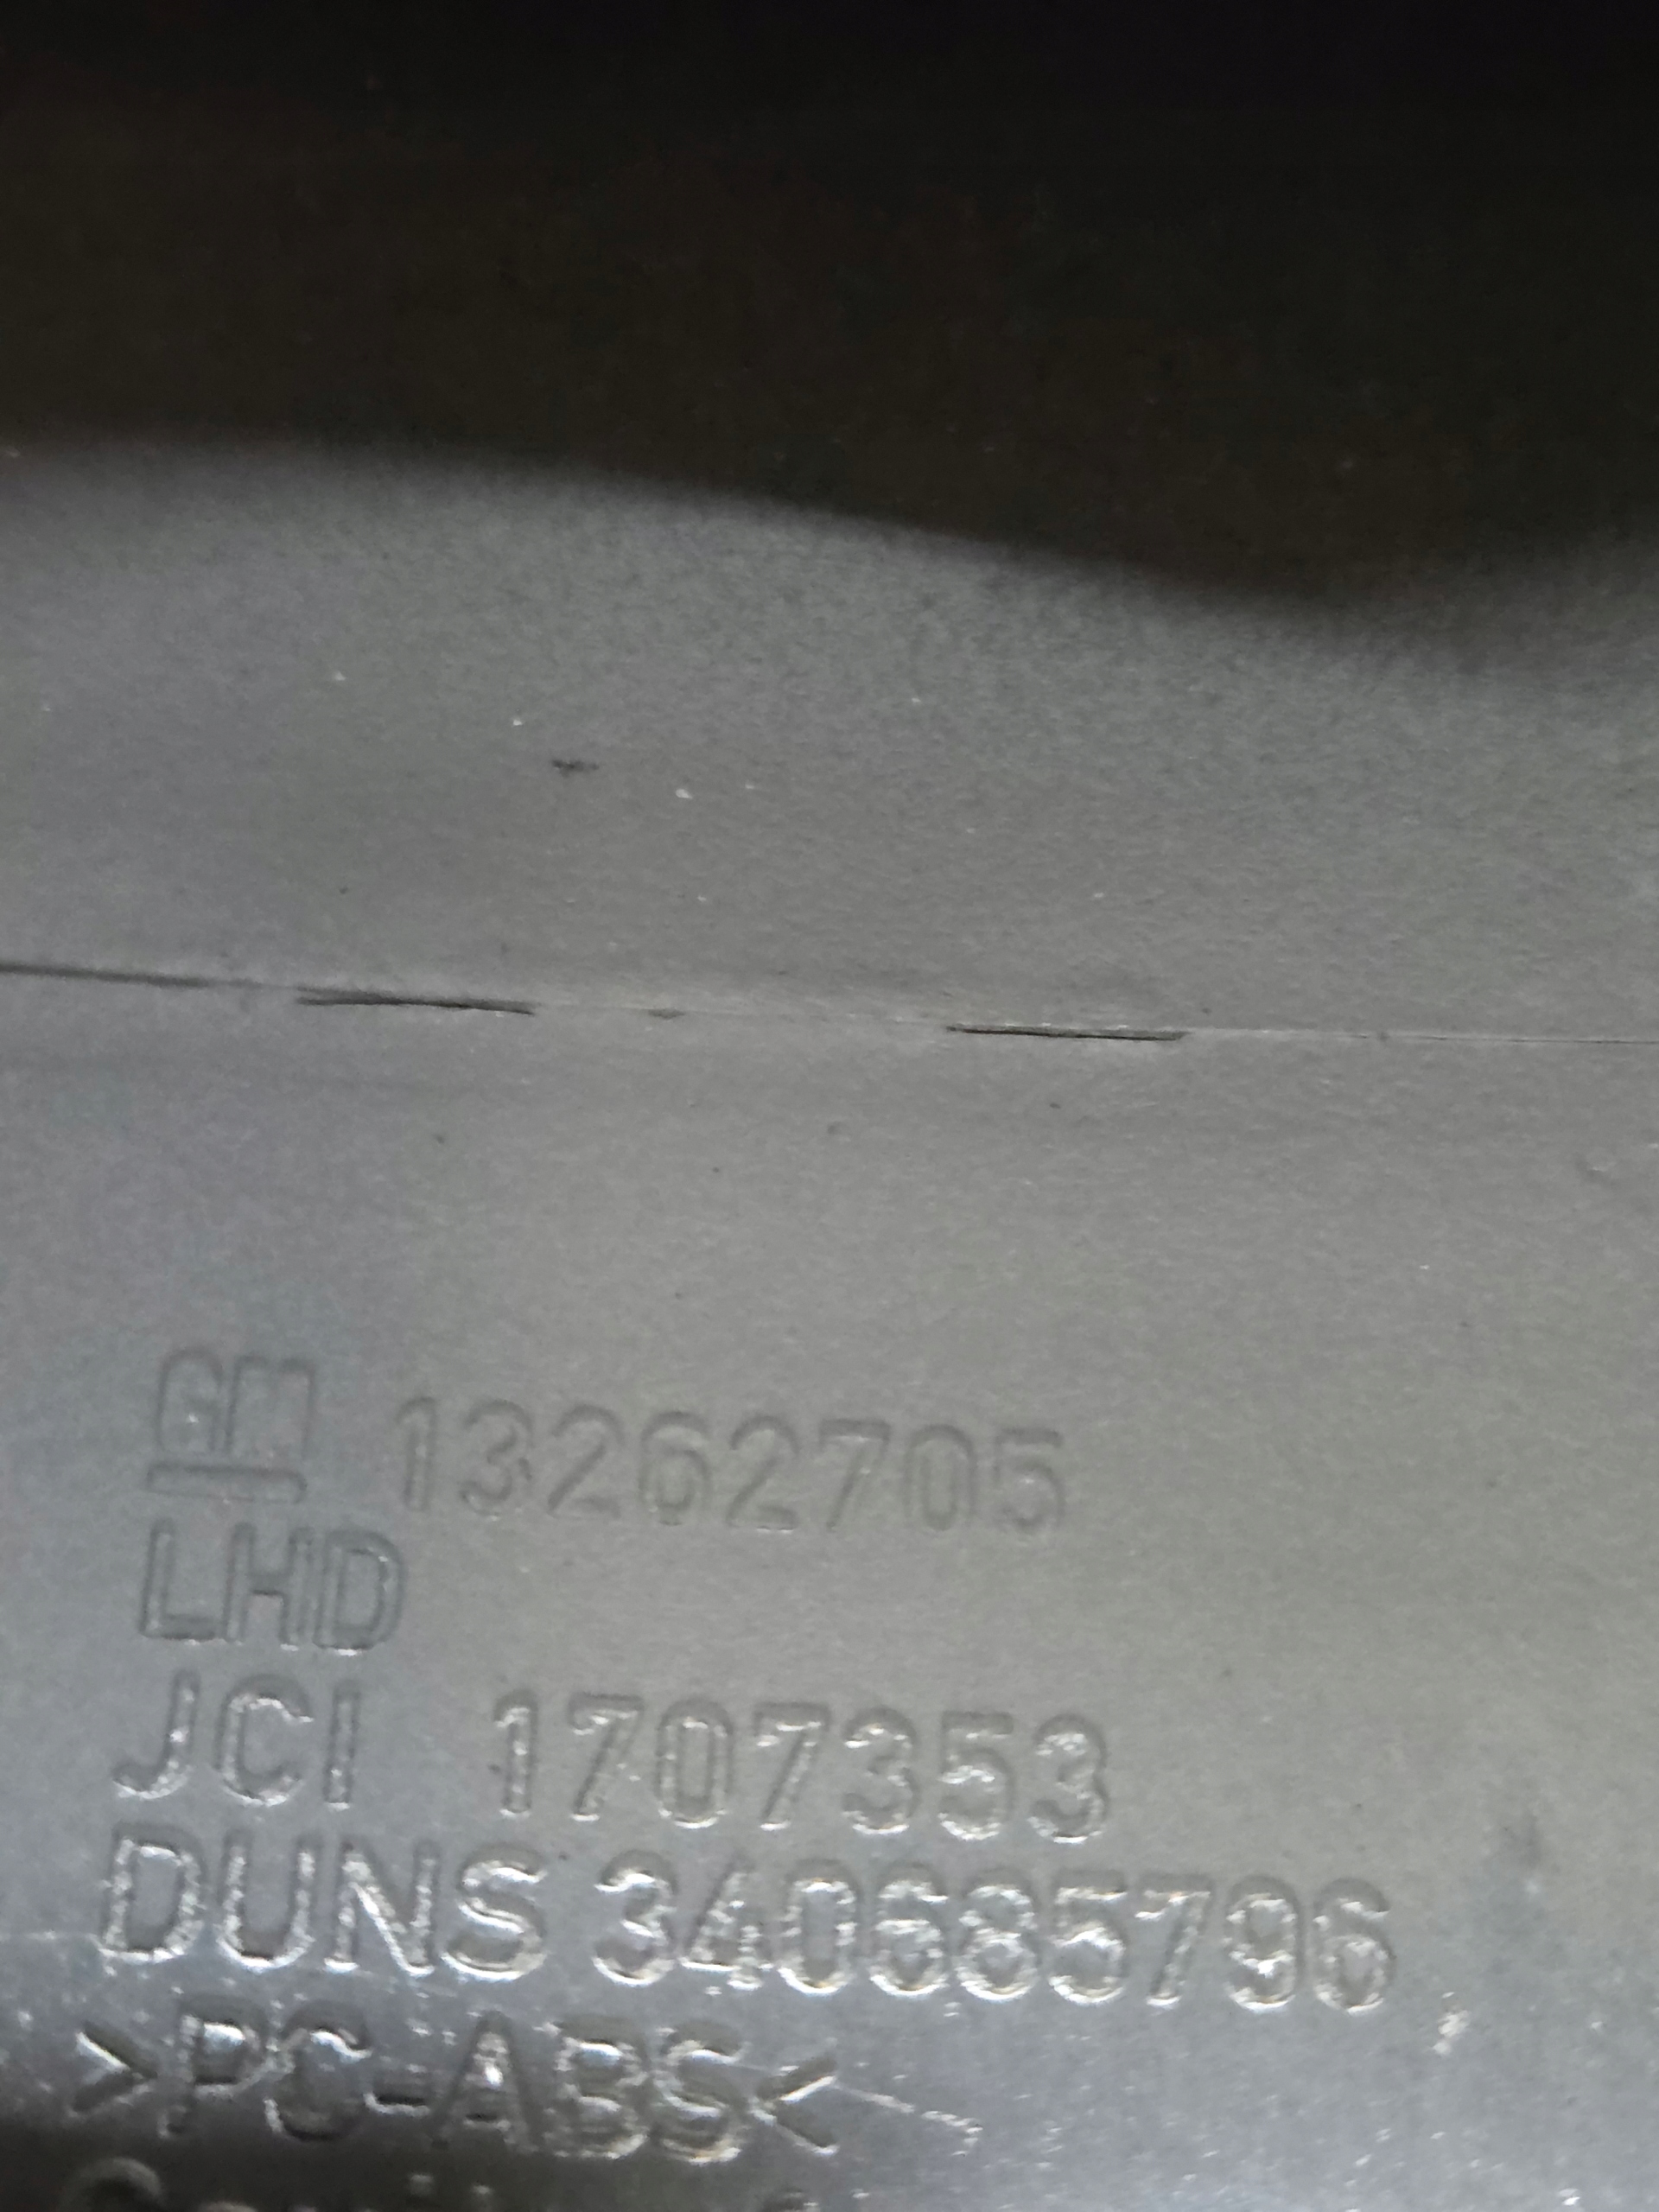 GM 13262705
LHD
JCI 1707353
DUNS 340685796
>PC-ABS<